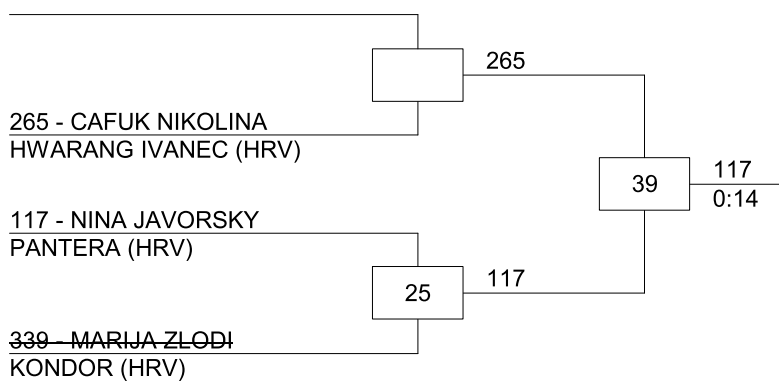 265
265 - CAFUK NIKOLINA
HWARANG IVANEC (HRV)
39
117
0:14
117 - NINA JAVORSKY
PANTERA (HRV)
25
117
339 - MARIJA ZLODI
KONDOR (HRV)